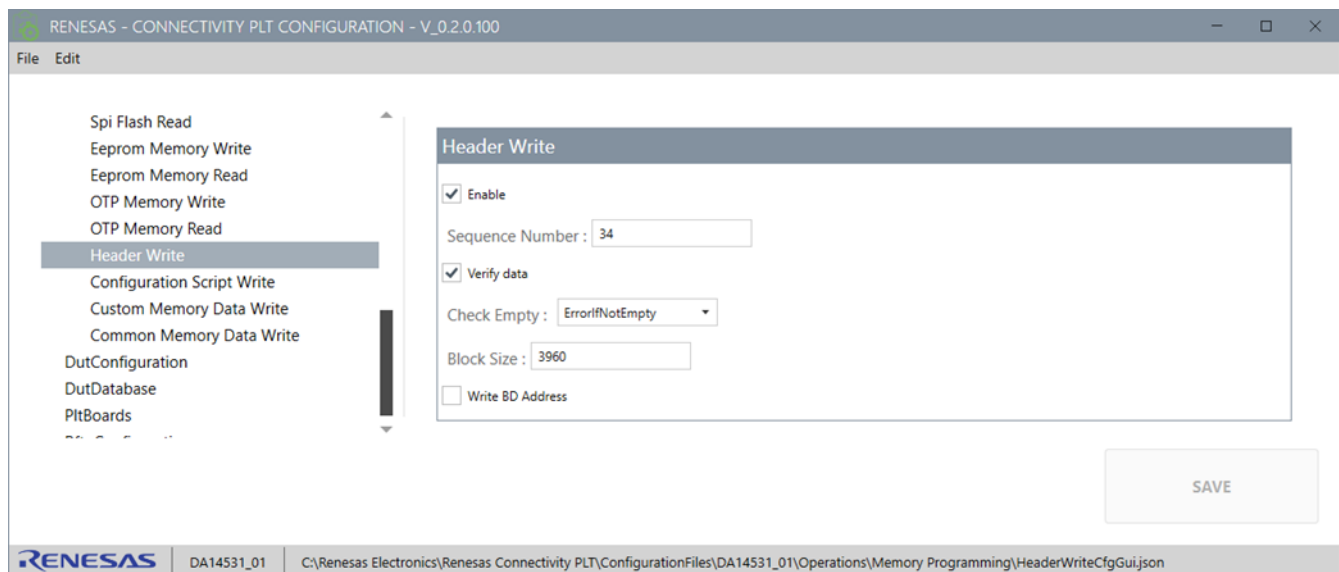 RENESAS - CONNECTIVITY PLT CONFIGURATION - V_0.2.0.100
File Edit
Spi Flash Read
Eeprom Memory Write
Eeprom Memory Read
OTP Memory Write
OTP Memory Read
Header Write
Configuration Script Write
Custom Memory Data Write
Common Memory Data Write
DutConfiguration
DutDatabase
PltBoards
Header Write
Enable
Sequence Number : 34
Verify data
Check Empty : ErrorIfNotEmpty
Block Size : 3960
Write BD Address
SAVE
RENESAS DA14531_01 C:\Renesas Electronics\Renesas Connectivity PLT\ConfigurationFiles\DA14531_01\Operations\Memory Programming\HeaderWriteCfgGui.json